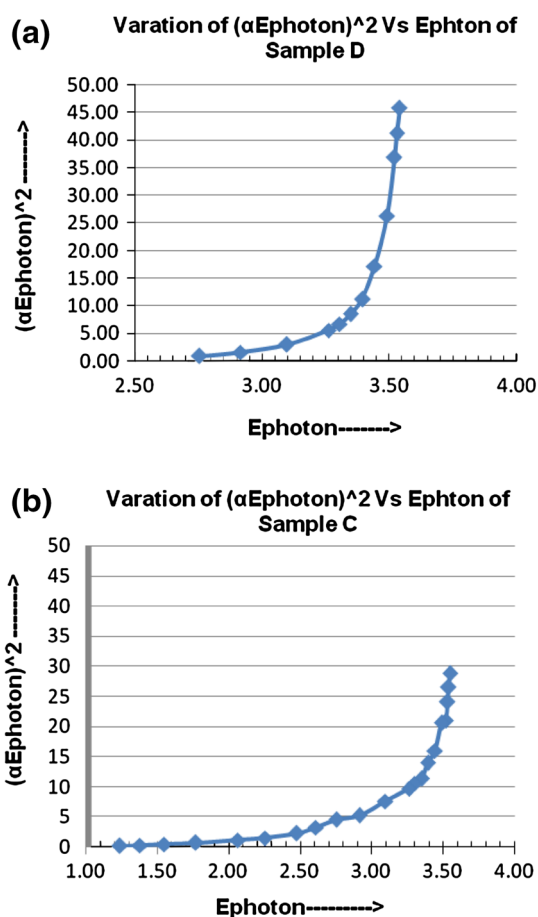 (a)
Varation of (αEphoton)^2 Vs Ephton of
Sample D
(αEphoton)^2 ------->
50.00
45.00
40.00
35.00
30.00
25.00
20.00
15.00
10.00
5.00
0.00
2.50 3.00 3.50 4.00
Ephoton------->
(b)
Varation of (αEphoton)^2 Vs Ephton of
Sample C
(αEphoton)^2 ------->
50
45
40
35
30
25
20
15
10
5
0
1.00 1.50 2.00 2.50 3.00 3.50 4.00
Ephoton--------->